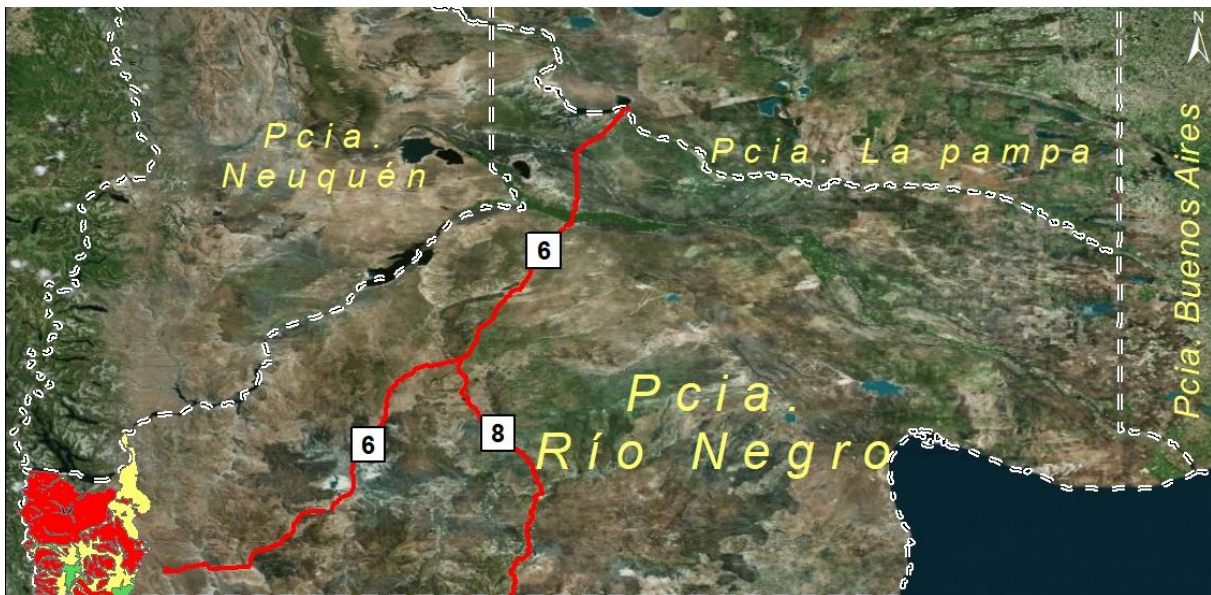 N
Pcia.
Neuquén
Pcia. La pampa
Pcia. Buenos Aires
6
Pcia.
Río Negro
6
8